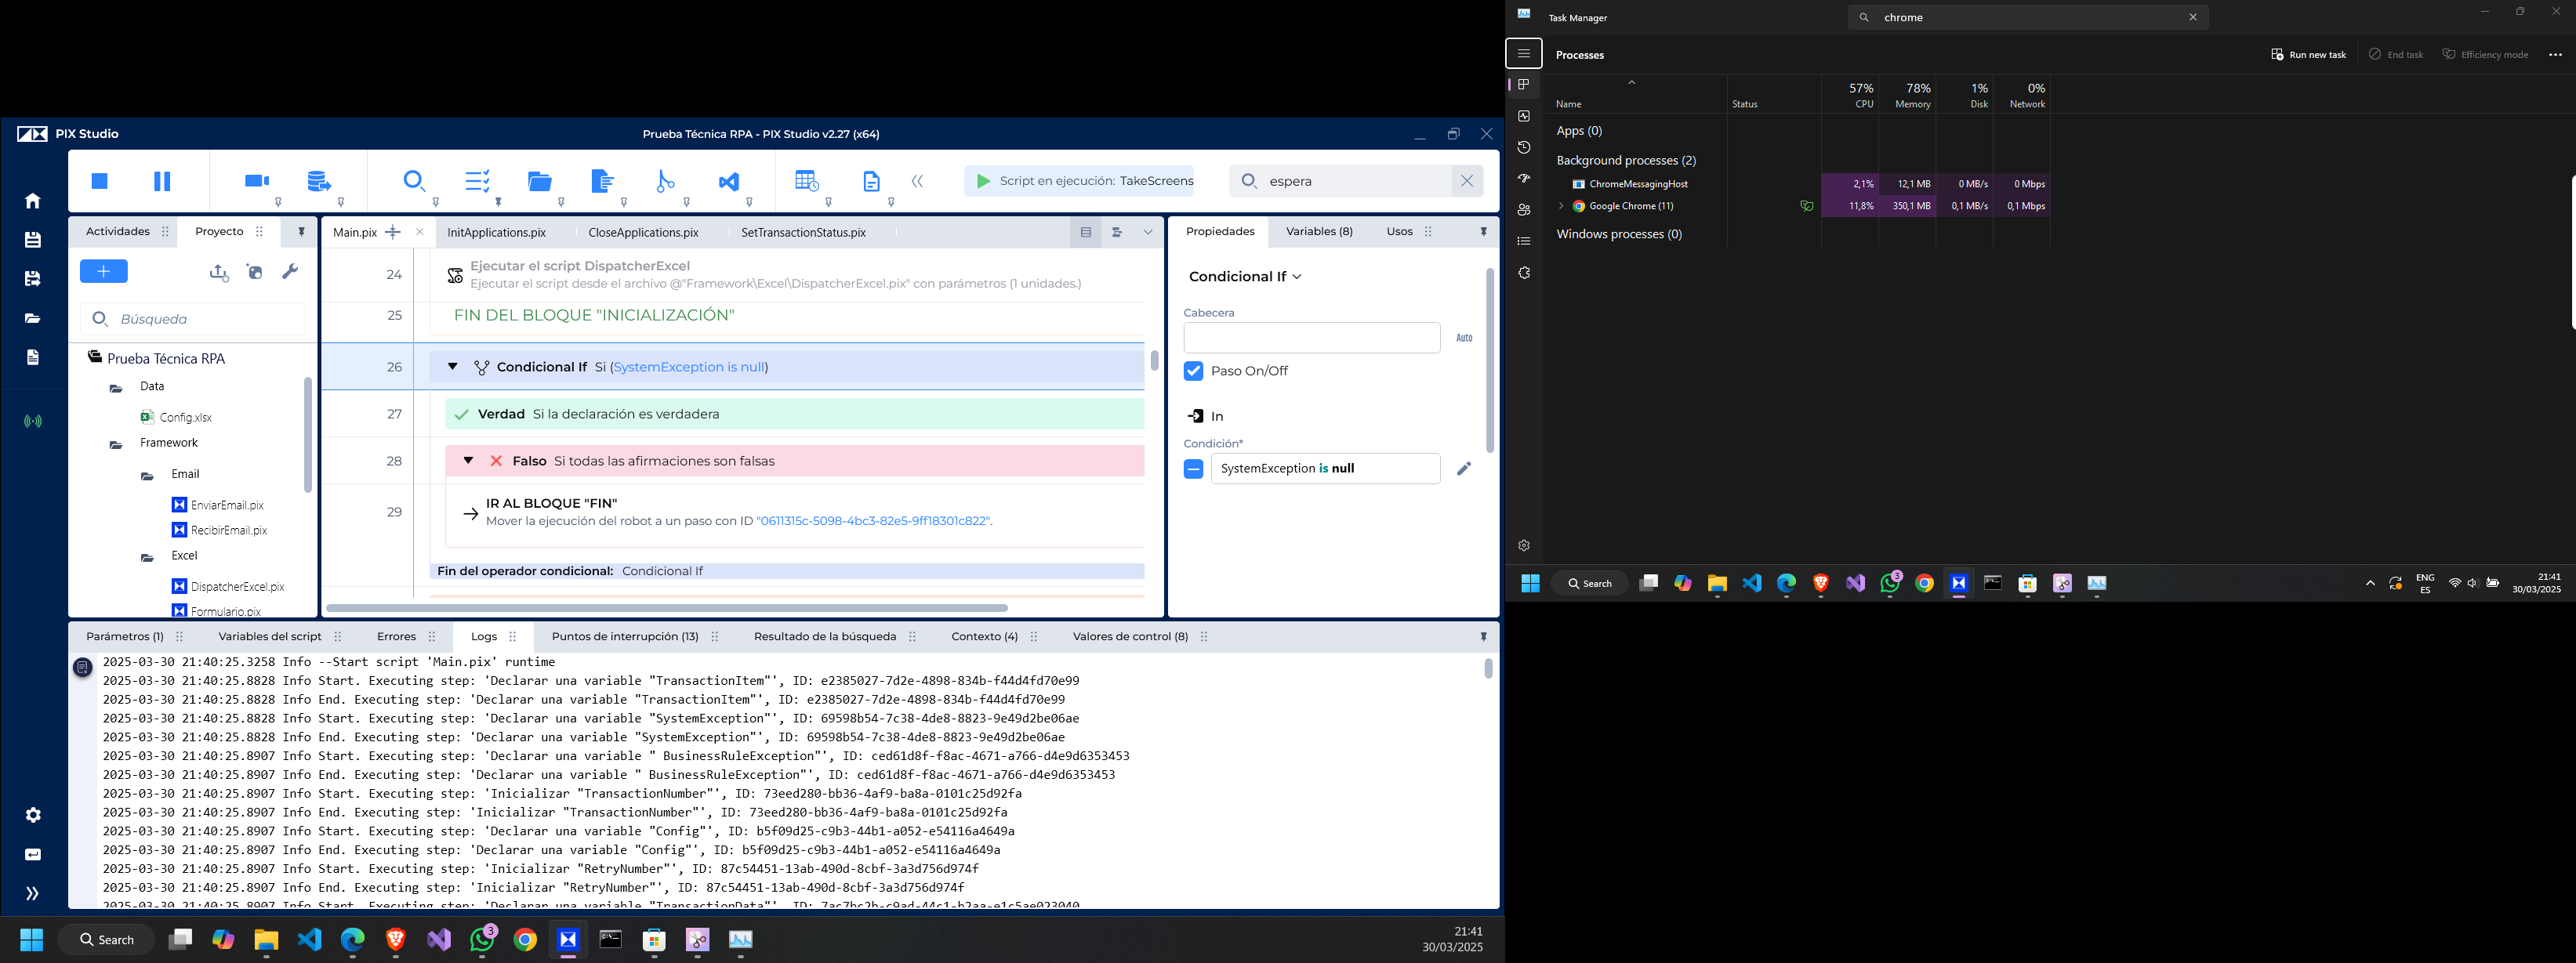 PIX Studio
Prueba Técnica RPA - PIX Studio v2.27 (x64)
Script en ejecución: TakeScreens
espera
Actividades
Proyecto
Búsqueda
Prueba Técnica RPA
Data
Config.xlsx
Framework
Email
EnviarEmail.pix
RecibirEmail.pix
Excel
DispatcherExcel.pix
Formulario.pix
Main.pix
InitApplications.pix
CloseApplications.pix
SetTransactionStatus.pix
24
Ejecutar el script DispatcherExcel
Ejecutar el script desde el archivo @"Framework\Excel\DispatcherExcel.pix" con parámetros (1 unidades.)
25
FIN DEL BLOQUE "INICIALIZACIÓN"
26
Condicional If Si (SystemException is null)
27
Verdad Si la declaración es verdadera
28
Falso Si todas las afirmaciones son falsas
29
IR AL BLOQUE "FIN"
Mover la ejecución del robot a un paso con ID "0611315c-5098-4bc3-82e5-9ff18301c822".
Fin del operador condicional: Condicional If
Propiedades
Variables (8)
Usos
Condicional If
Cabecera
Auto
Paso On/Off
In
Condición*
SystemException is null
Parámetros (1)
Variables del script
Errores
Logs
Puntos de interrupción (13)
Resultado de la búsqueda
Contexto (4)
Valores de control (8)
2025-03-30 21:40:25.3258 Info --Start script 'Main.pix' runtime
2025-03-30 21:40:25.8828 Info Start. Executing step: 'Declarar una variable "TransactionItem"', ID: e2385027-7d2e-4898-834b-f44d4fd70e99
2025-03-30 21:40:25.8828 Info End. Executing step: 'Declarar una variable "TransactionItem"', ID: e2385027-7d2e-4898-834b-f44d4fd70e99
2025-03-30 21:40:25.8828 Info Start. Executing step: 'Declarar una variable "SystemException"', ID: 69598b54-7c38-4de8-8823-9e49d2be06ae
2025-03-30 21:40:25.8828 Info End. Executing step: 'Declarar una variable "SystemException"', ID: 69598b54-7c38-4de8-8823-9e49d2be06ae
2025-03-30 21:40:25.8907 Info Start. Executing step: 'Declarar una variable " BusinessRuleException"', ID: ced61d8f-f8ac-4671-a766-d4e9d6353453
2025-03-30 21:40:25.8907 Info End. Executing step: 'Declarar una variable " BusinessRuleException"', ID: ced61d8f-f8ac-4671-a766-d4e9d6353453
2025-03-30 21:40:25.8907 Info Start. Executing step: 'Inicializar "TransactionNumber"', ID: 73eed280-bb36-4af9-ba8a-0101c25d92fa
2025-03-30 21:40:25.8907 Info End. Executing step: 'Inicializar "TransactionNumber"', ID: 73eed280-bb36-4af9-ba8a-0101c25d92fa
2025-03-30 21:40:25.8907 Info Start. Executing step: 'Declarar una variable "Config"', ID: b5f09d25-c9b3-44b1-a052-e54116a4649a
2025-03-30 21:40:25.8907 Info End. Executing step: 'Declarar una variable "Config"', ID: b5f09d25-c9b3-44b1-a052-e54116a4649a
2025-03-30 21:40:25.8907 Info Start. Executing step: 'Inicializar "RetryNumber"', ID: 87c54451-13ab-490d-8cbf-3a3d756d974f
2025-03-30 21:40:25.8907 Info End. Executing step: 'Inicializar "RetryNumber"', ID: 87c54451-13ab-490d-8cbf-3a3d756d974f
2025-03-30 21:40:25.8907 Info Start. Executing step: 'Declarar una variable "TransactionData"', ID: 7ac7bc2b-c9ad-44c1-b2aa-e1c5ae023040
Search
3
21:41
30/03/2025
Task Manager
chrome
Processes
Run new task
End task
Efficiency mode
Name
Status
57%
CPU
78%
Memory
1%
Disk
0%
Network
Apps (0)
Background processes (2)
ChromeMessagingHost 2,1% 12,1 MB 0 MB/s 0 Mbps
Google Chrome (11) 11,8% 350,1 MB 0,1 MB/s 0,1 Mbps
Windows processes (0)
Search
3
ENG
ES
21:41
30/03/2025